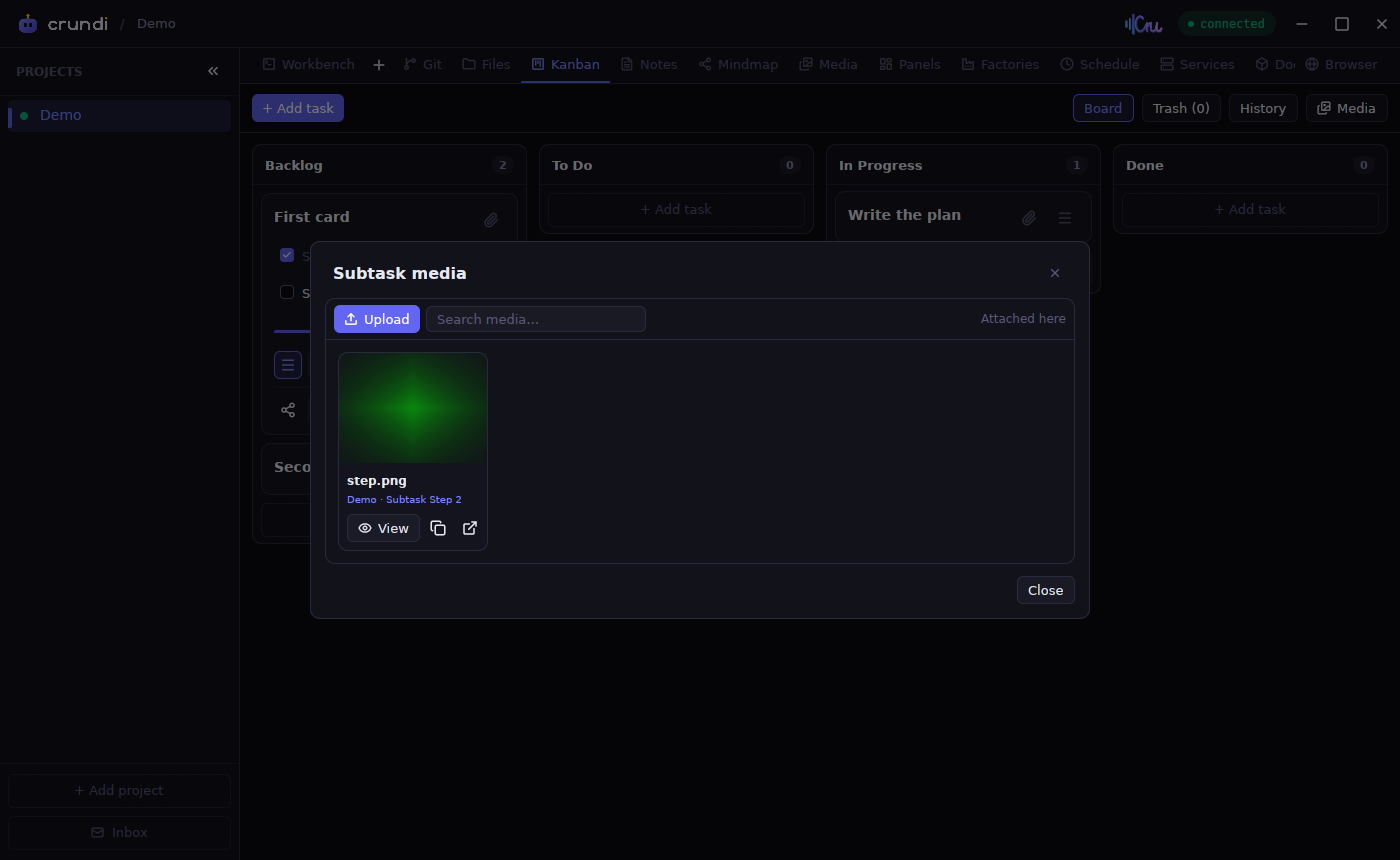 crundi / Demo
Cru
connected
PROJECTS
Demo
+ Add project
Inbox
Workbench
+
Git
Files
Kanban
Notes
Mindmap
Media
Panels
Factories
Schedule
Services
Browser
+ Add task
Board
Trash (0)
History
Media
Backlog 2
To Do 0
In Progress 1
Done 0
First card
+ Add task
Write the plan
+ Add task
Subtask media
Upload
Search media...
Attached here
step.png
Demo · Subtask Step 2
View
Close